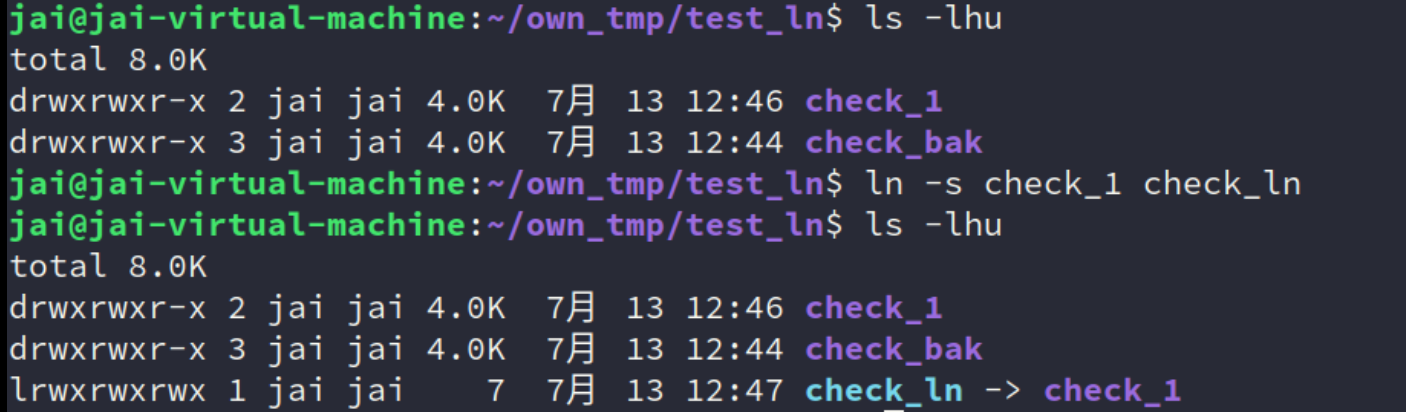 jai@jai-virtual-machine:~/own_tmp/test_ln$ ls -lhu
total 8.0K
drwxrwxr-x 2 jai jai 4.0K  7月  13 12:46 check_1
drwxrwxr-x 3 jai jai 4.0K  7月  13 12:44 check_bak
jai@jai-virtual-machine:~/own_tmp/test_ln$ ln -s check_1 check_ln
jai@jai-virtual-machine:~/own_tmp/test_ln$ ls -lhu
total 8.0K
drwxrwxr-x 2 jai jai 4.0K  7月  13 12:46 check_1
drwxrwxr-x 3 jai jai 4.0K  7月  13 12:44 check_bak
lrwxrwxrwx 1 jai jai    7  7月  13 12:47 check_ln -> check_1